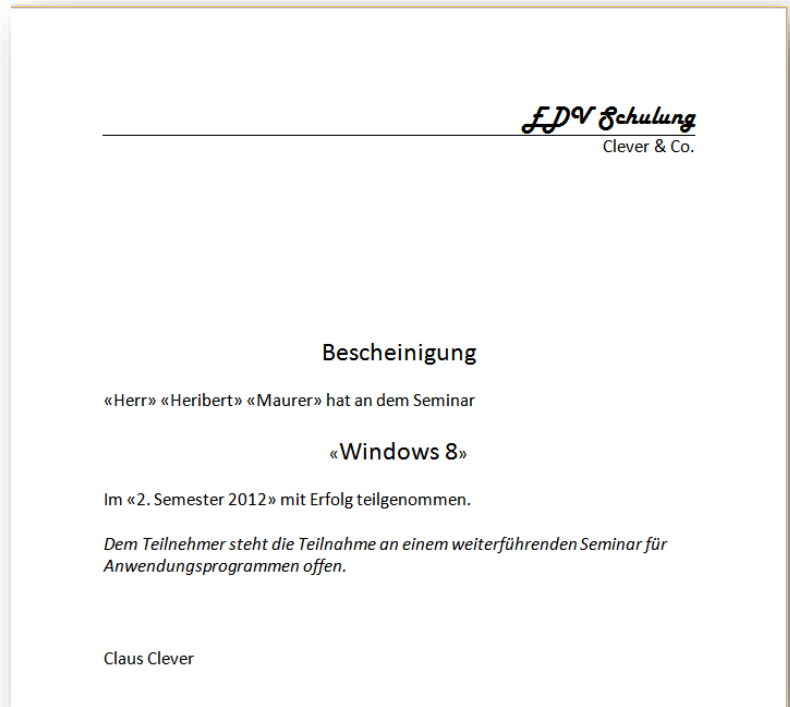 EDV Schulung
Clever & Co.
Bescheinigung
«Herr» «Heribert» «Maurer» hat an dem Seminar
«Windows 8»
Im «2. Semester 2012» mit Erfolg teilgenommen.
Dem Teilnehmer steht die Teilnahme an einem weiterführenden Seminar für
Anwendungsprogrammen offen.
Claus Clever